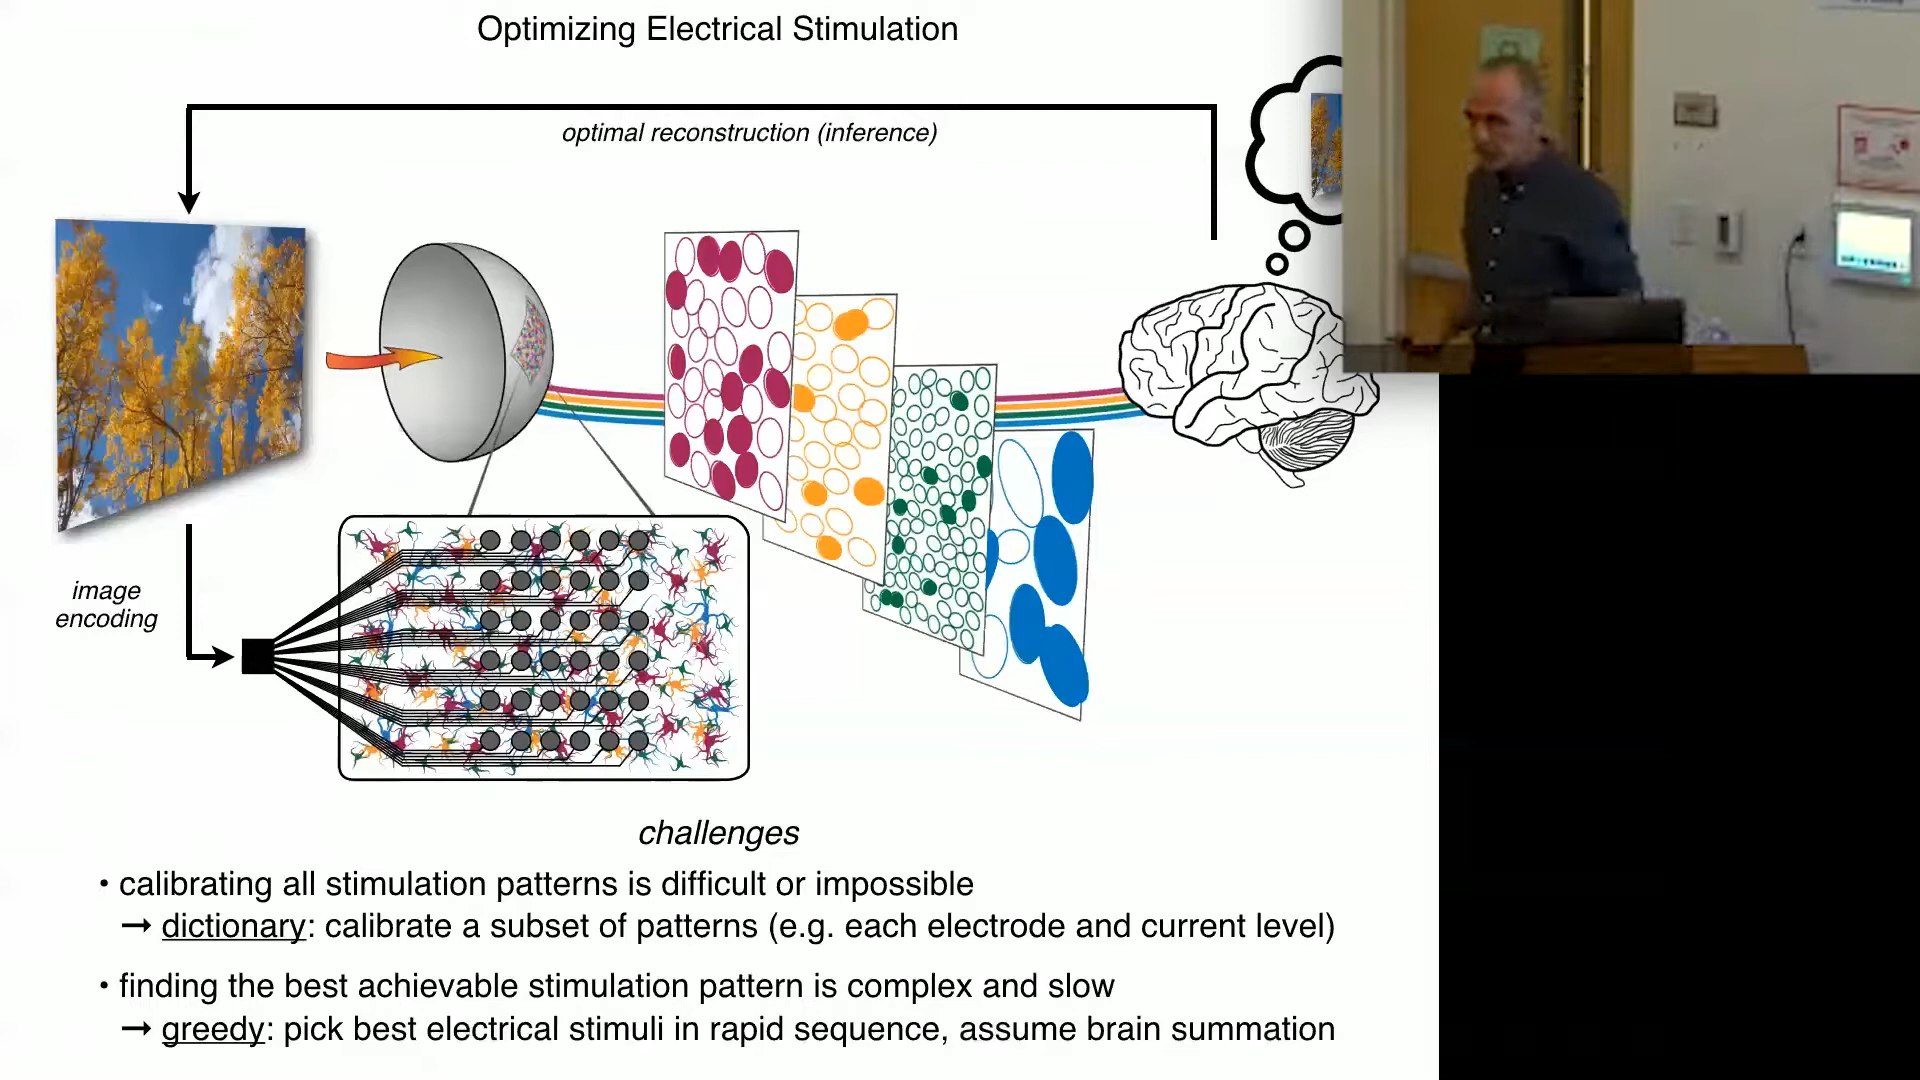 Optimizing Electrical Stimulation
optimal reconstruction (inference)
image
encoding
challenges
• calibrating all stimulation patterns is difficult or impossible
→ dictionary: calibrate a subset of patterns (e.g. each electrode and current level)
• finding the best achievable stimulation pattern is complex and slow
→ greedy: pick best electrical stimuli in rapid sequence, assume brain summation